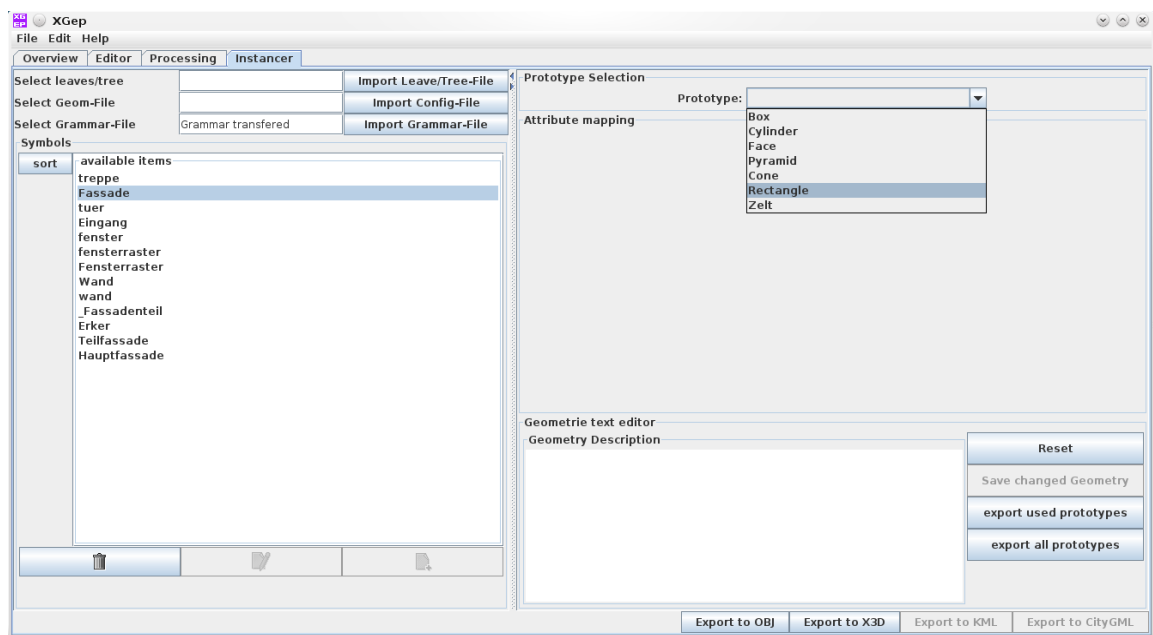 XG EP XGep
File Edit Help
Overview Editor Processing Instancer
Select leaves/tree Import Leave/Tree-File
Select Geom-File Import Config-File
Select Grammar-File Grammar transfered Import Grammar-File
Symbols
sort
available items
treppe
Fassade
tuer
Eingang
fenster
fensterraster
Fensterraster
Wand
wand
_Fassadenteil
Erker
Teilfassade
Hauptfassade
Prototype Selection
Prototype:
Box
Cylinder
Face
Pyramid
Cone
Rectangle
Zelt
Attribute mapping
Geometrie text editor
Geometry Description
Reset
Save changed Geometry
export used prototypes
export all prototypes
Export to OBJ Export to X3D Export to KML Export to CityGML